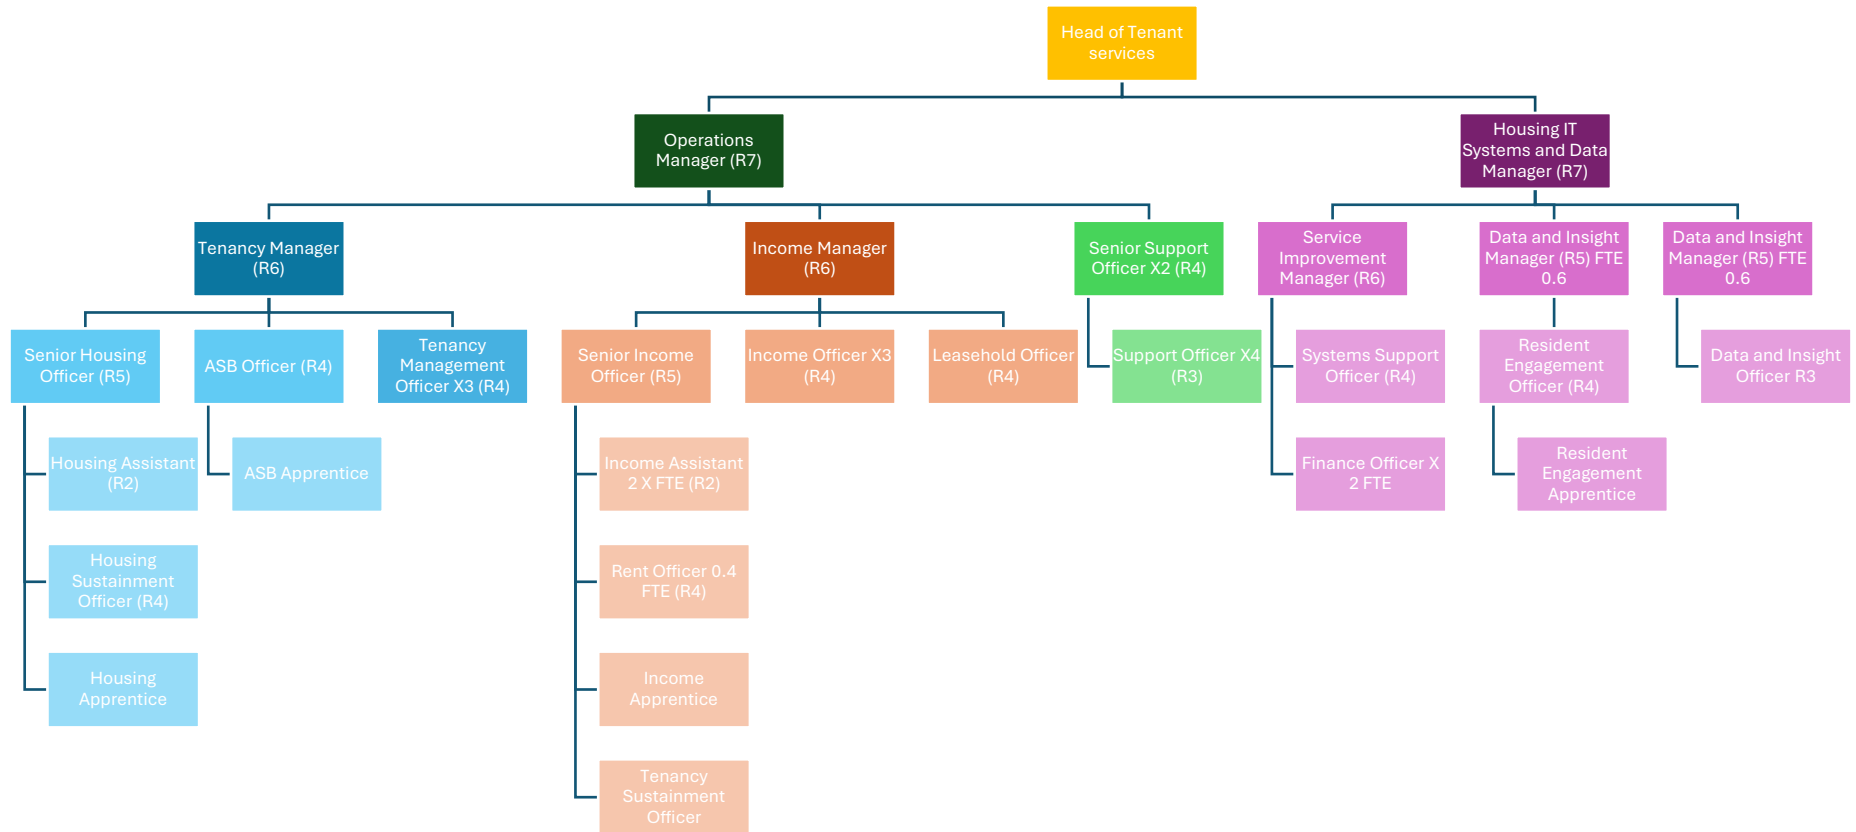 Head of Tenant
services
Operations
Manager (R7)
Housing IT
Systems and Data
Manager (R7)
Tenancy Manager
(R6)
Income Manager
(R6)
Senior Support
Officer X2 (R4)
Service
Improvement
Manager (R6)
Data and Insight
Manager (R5) FTE
0.6
Data and Insight
Manager (R5) FTE
0.6
Senior Housing
Officer (R5)
ASB Officer (R4)
Tenancy
Management
Officer X3 (R4)
Senior Income
Officer (R5)
Income Officer X3
(R4)
Leasehold Officer
(R4)
Support Officer X4
(R3)
Systems Support
Officer (R4)
Resident
Engagement
Officer (R4)
Data and Insight
Officer R3
Housing Assistant
(R2)
ASB Apprentice
Income Assistant
2 X FTE (R2)
Finance Officer X
2 FTE
Resident
Engagement
Apprentice
Housing
Sustainment
Officer (R4)
Rent Officer 0.4
FTE (R4)
Housing
Apprentice
Income
Apprentice
Tenancy
Sustainment
Officer